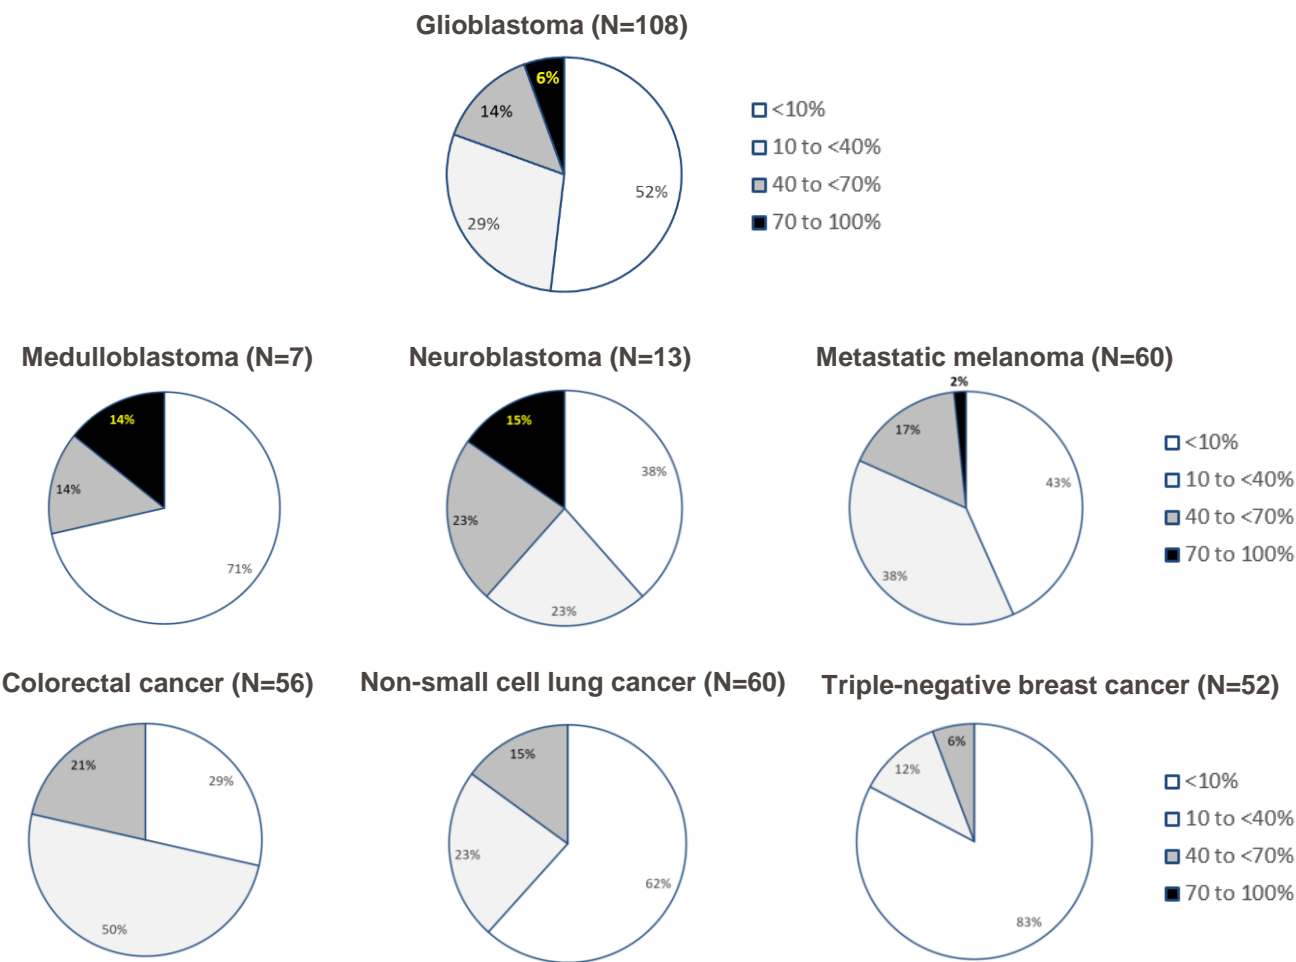 Glioblastoma (N=108)
6%
14%
52%
29%
<10%
10 to <40%
40 to <70%
70 to 100%
Medulloblastoma (N=7)
14%
14%
71%
Neuroblastoma (N=13)
15%
38%
23%
23%
Metastatic melanoma (N=60)
2%
17%
43%
38%
<10%
10 to <40%
40 to <70%
70 to 100%
Colorectal cancer (N=56)
21%
29%
50%
Non-small cell lung cancer (N=60)
15%
23%
62%
Triple-negative breast cancer (N=52)
6%
12%
83%
<10%
10 to <40%
40 to <70%
70 to 100%